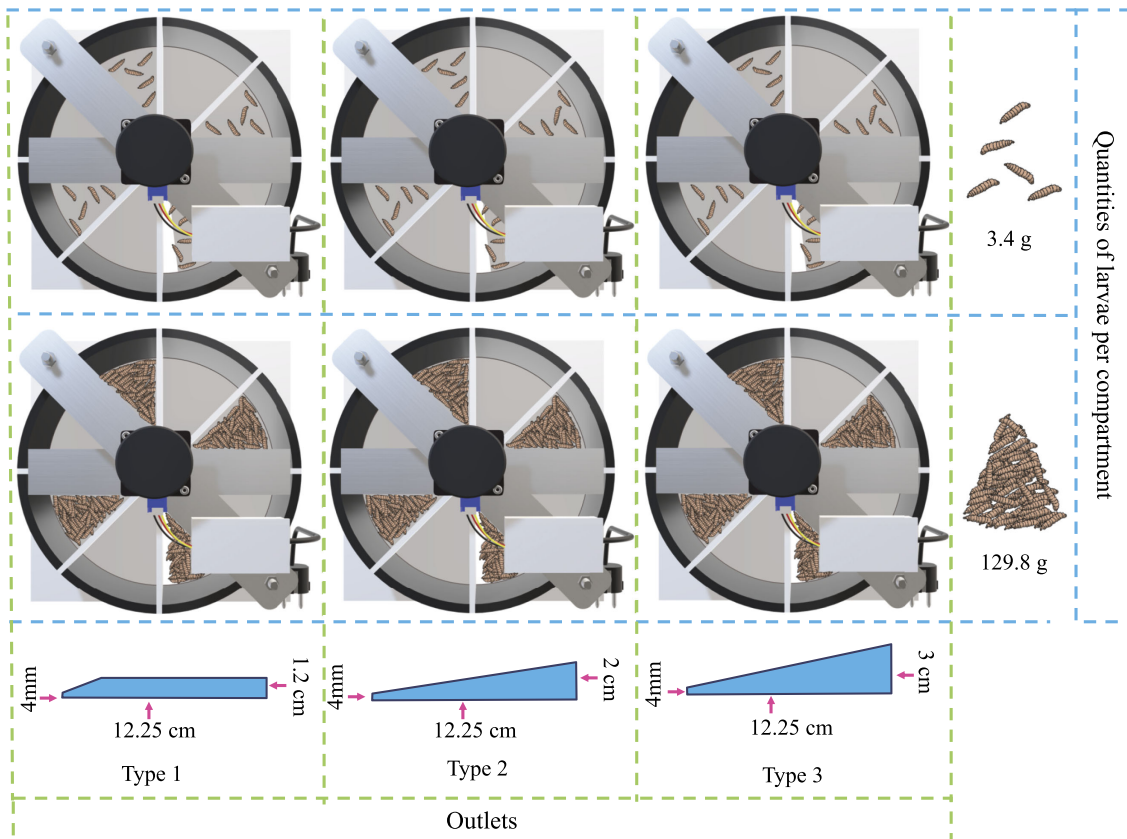 3.4 g
129.8 g
Quantities of larvae per compartment
4mm
1.2 cm
12.25 cm
Type 1
4mm
2 cm
12.25 cm
Type 2
4mm
3 cm
12.25 cm
Type 3
Outlets